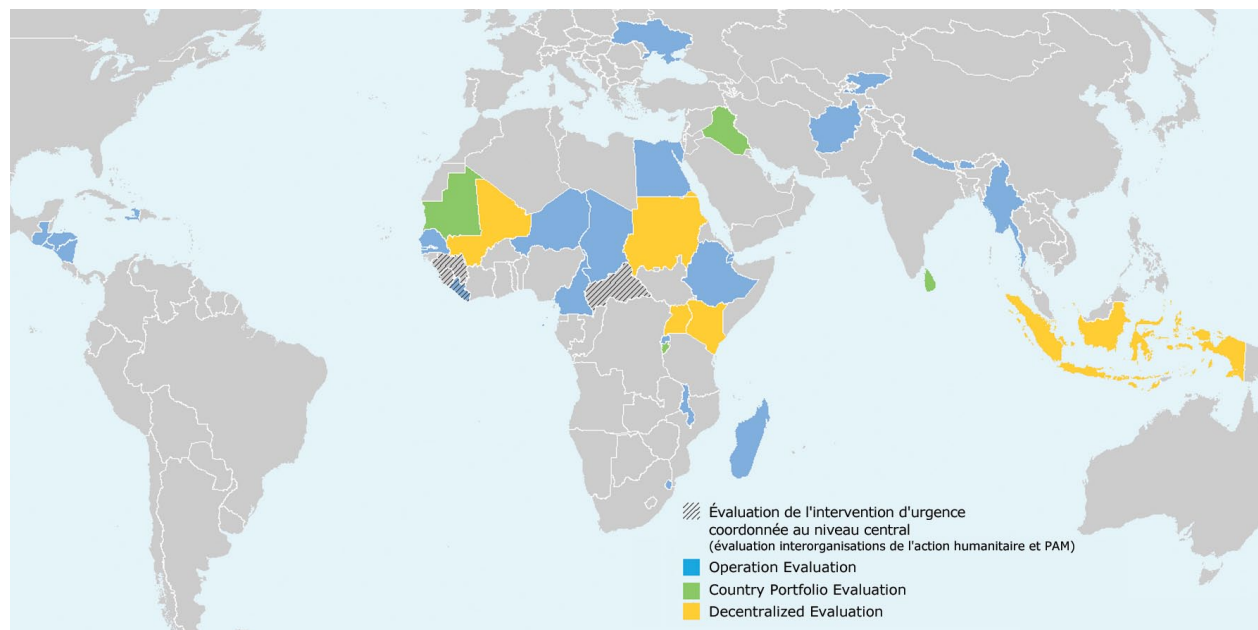 Évaluation de l'intervention d'urgence
coordonnée au niveau central
(évaluation interorganisations de l'action humanitaire et PAM)
Operation Evaluation
Country Portfolio Evaluation
Decentralized Evaluation